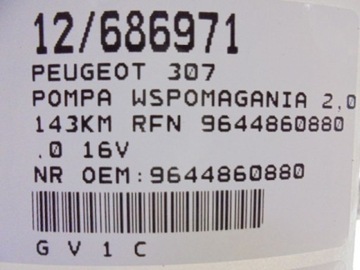 12/686971
PEUGEOT 307
POMPA WSPOMAGANIA 2,0
143KM RFN 9644860880
.0 16V
NR OEM:9644860880
G V 1 C